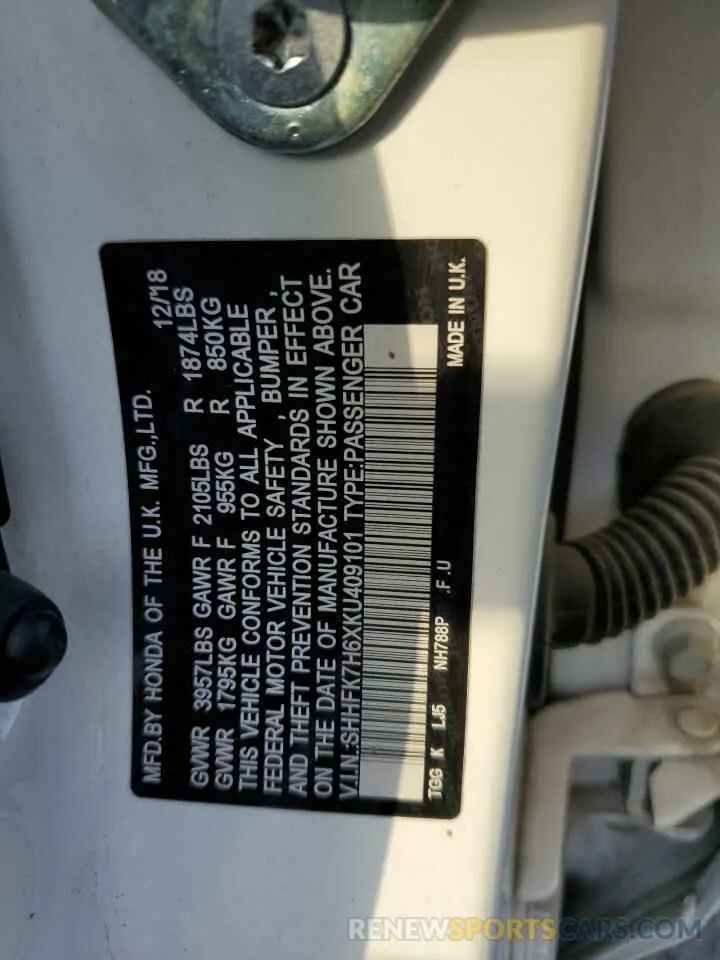 MFD.BY HONDA OF THE U.K. MFG.,LTD. 12/'18
GVWR 3957LBS GAWR F 2105LBS R 1874LBS
GVWR 1795KG GAWR F 955KG R 850KG
THIS VEHICLE CONFORMS TO ALL APPLICABLE
FEDERAL MOTOR VEHICLE SAFETY , BUMPER ,
AND THEFT PREVENTION STANDARDS IN EFFECT
ON THE DATE OF MANUFACTURE SHOWN ABOVE.
V.I.N.:SHHFK7H6XKU409101 TYPE:PASSENGER CAR
TGG K LJ5 NH788P .F.U MADE IN U.K.
RENEWSPORTSCARS.COM